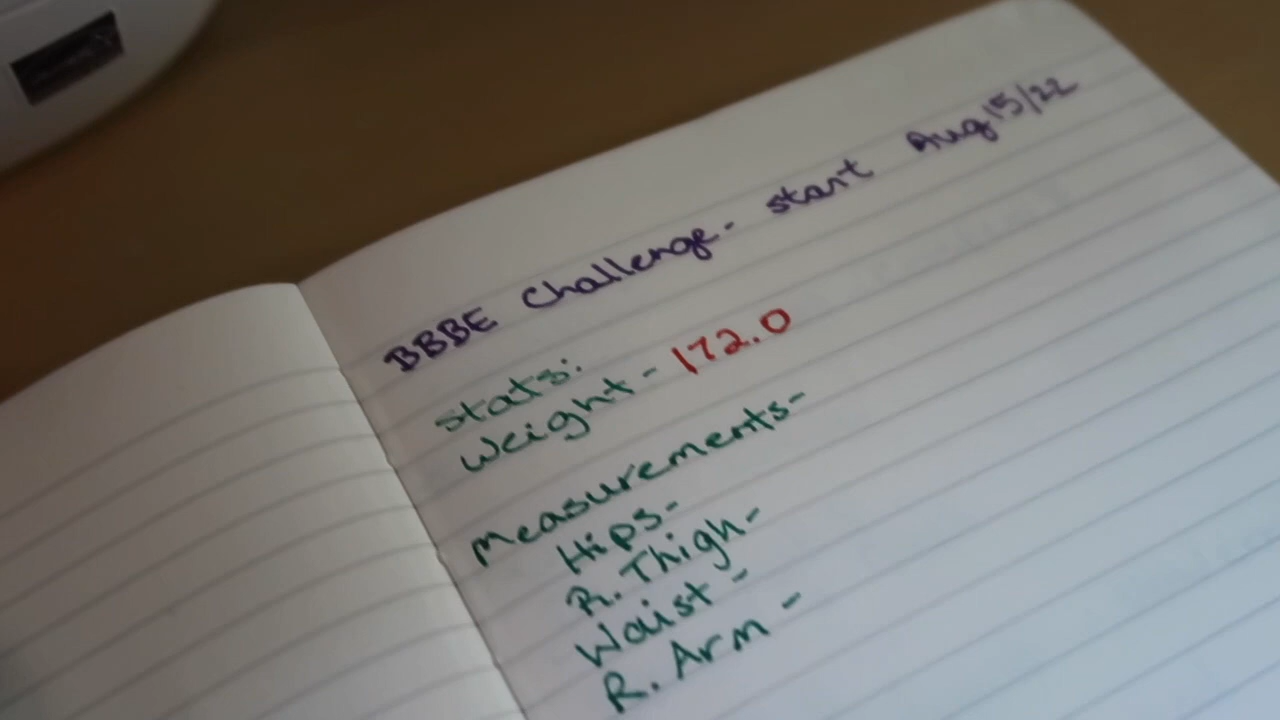 BBBE Challenge - start Aug 15/22
Stats:
Weight - 172.0
Measurements -
Hips -
R. Thigh -
Waist -
R. Arm -